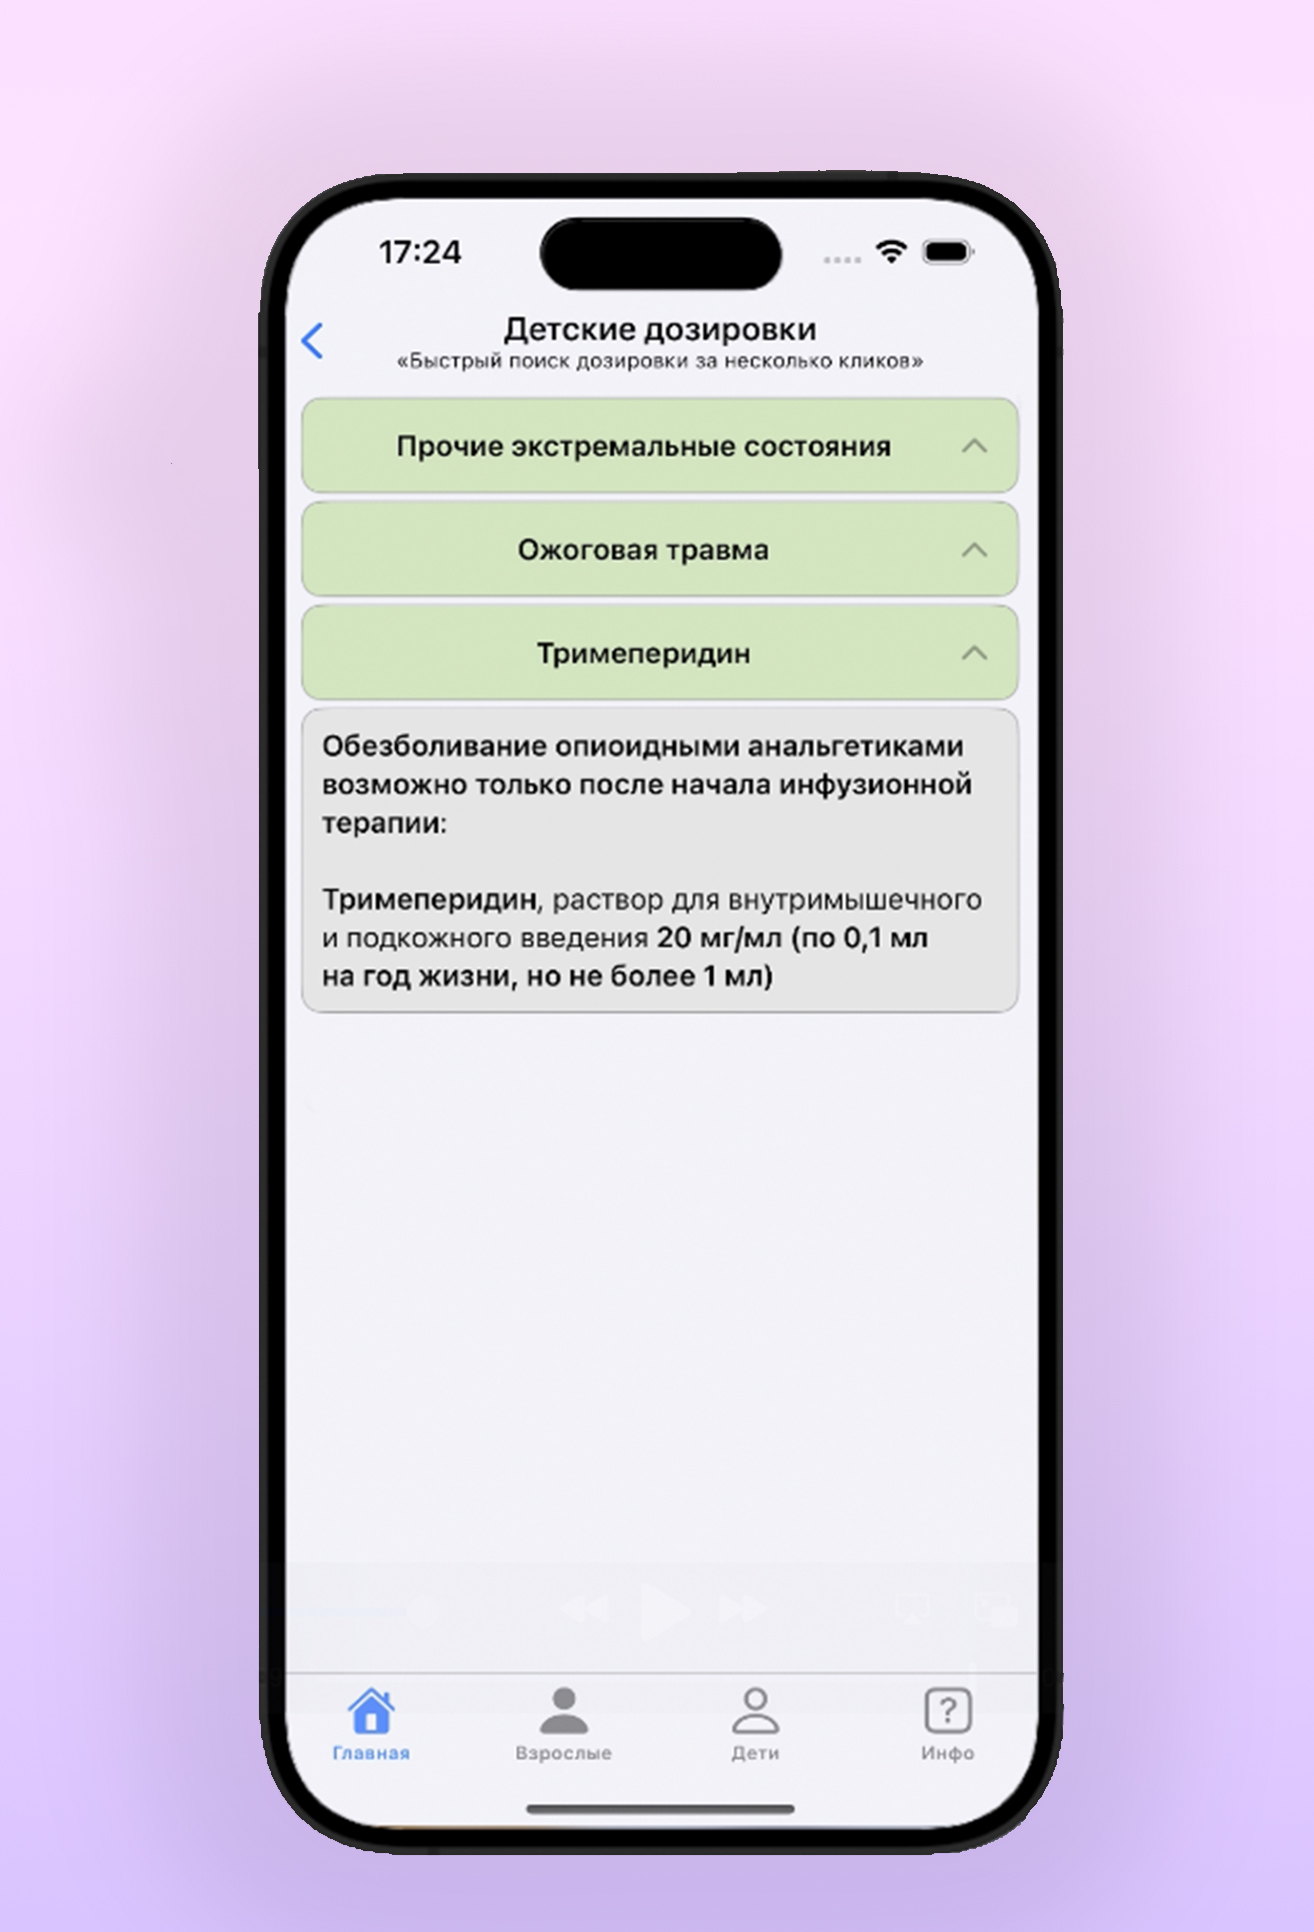 17:24
Детские дозировки
«Быстрый поиск дозировки за несколько кликов»
Прочие экстремальные состояния
Ожоговая травма
Тримеперидин
Обезболивание опиоидными анальгетиками
возможно только после начала инфузионной
терапии:
Тримеперидин, раствор для внутримышечного
и подкожного введения 20 мг/мл (по 0,1 мл
на год жизни, но не более 1 мл)
Главная
Взрослые
Дети
?
Инфо